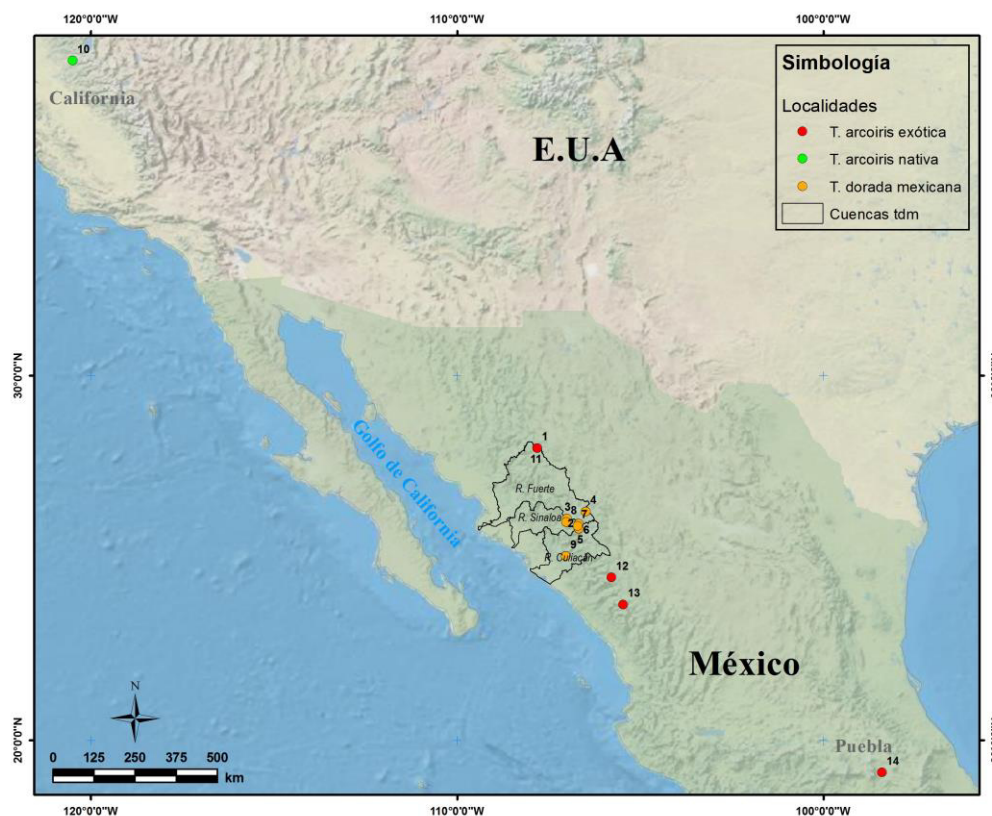 120°0'0"W 110°0'0"W 100°0'0"W
10
California
E.U.A
Simbología
Localidades
T. arcoiris exótica
T. arcoiris nativa
T. dorada mexicana
Cuencas tdm
30°0'0"N
Golfo de California
1
11
R. Fuerte
4
3 8
7
R. Sinaloa 2
6
5
9
R. Culiacán
12
13
México
N
20°0'0"N
Puebla
14
0 125 250 375 500
km
120°0'0"W 110°0'0"W 100°0'0"W